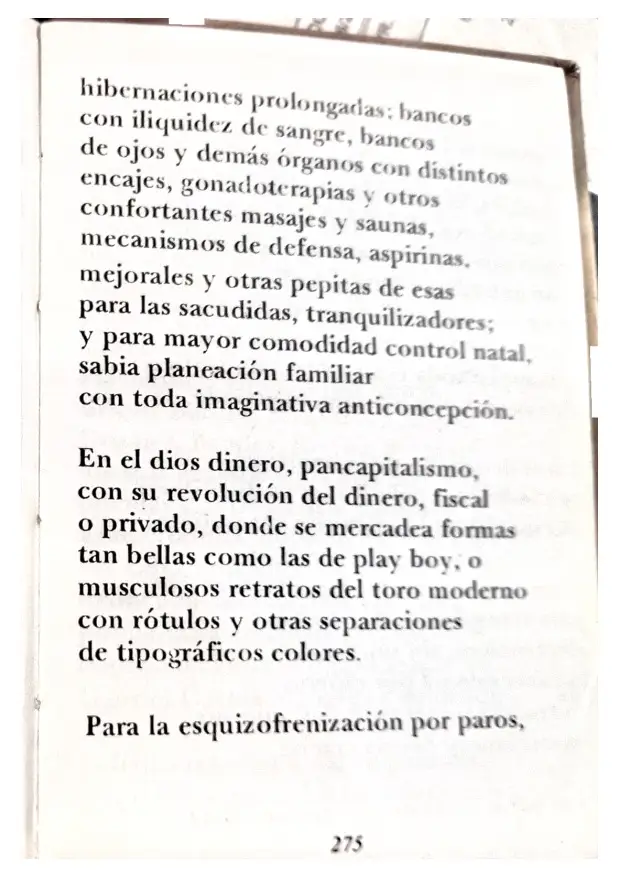 hibernaciones prolongadas; bancos
con iliquidez de sangre, bancos
de ojos y demás órganos con distintos
encajes, gonadoterapias y otros
confortantes masajes y saunas,
mecanismos de defensa, aspirinas,
mejorales y otras pepitas de esas
para las sacudidas, tranquilizadores;
y para mayor comodidad control natal,
sabia planeación familiar
con toda imaginativa anticoncepción.
En el dios dinero, pancapitalismo,
con su revolución del dinero, fiscal
o privado, donde se mercadea formas
tan bellas como las de play boy, o
musculosos retratos del toro moderno
con rótulos y otras separaciones
de tipográficos colores.
Para la esquizofrenización por paros,
275